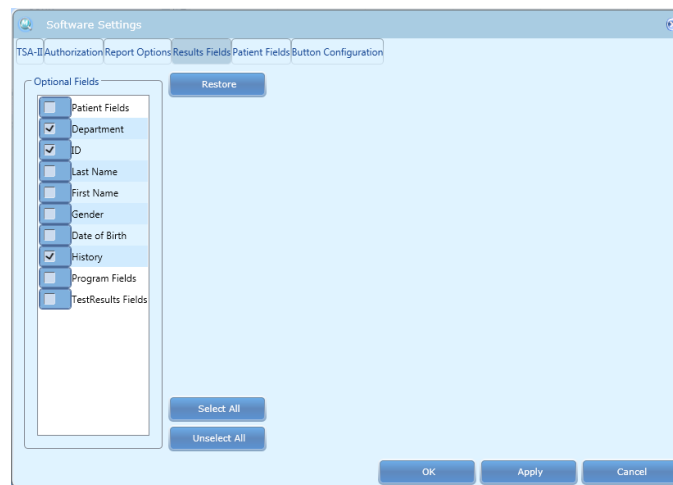 Software Settings
TSA-II Authorization Report Options Results Fields Patient Fields Button Configuration
Optional Fields
Restore
Patient Fields
Department
ID
Last Name
First Name
Gender
Date of Birth
History
Program Fields
TestResults Fields
Select All
Unselect All
OK Apply Cancel